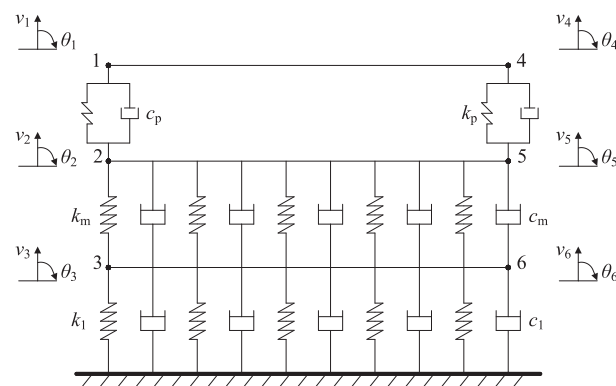 v₁ θ₁ 1 4 v₄ θ₄
cₚ kₚ
v₂ θ₂ 2 5 v₅ θ₅
kₘ cₘ
v₃ θ₃ 3 6 v₆ θ₆
k₁ c₁